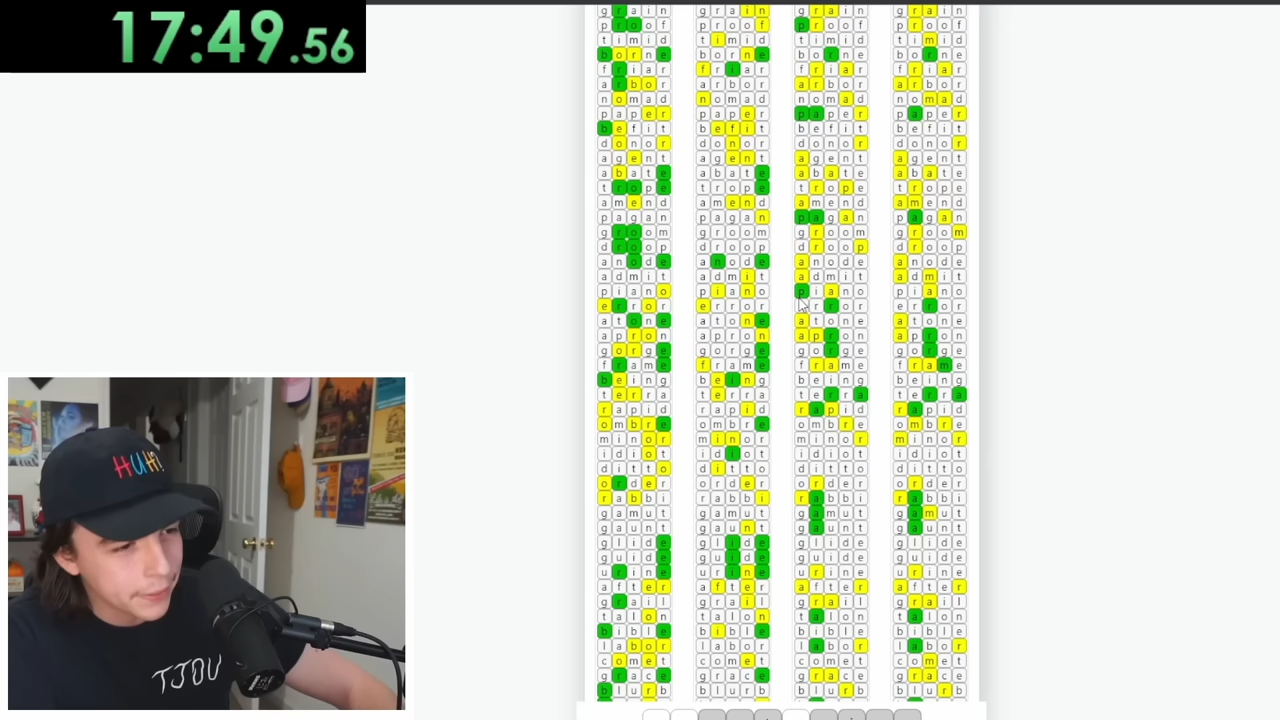 17:49.56
grain grain grain grain
proof proof proof proof
timid timid timid timid
borne borne borne borne
friar friar friar friar
arbor arbor arbor arbor
nomad nomad nomad nomad
paper paper paper paper
befit befit befit befit
donor donor donor donor
agent agent agent agent
abate abate abate abate
trope trope trope trope
amend amend amend amend
pagan pagan pagan pagan
groom groom groom groom
droop droop droop droop
anode anode anode anode
admit admit admit admit
piano piano piano piano
error error rror error
atone atone atone atone
apron apron apron apron
gorge gorge gorge gorge
frame frame frame frame
being being being being
terra terra terra terra
rapid rapid rapid rapid
ombre ombre ombre ombre
minor minor minor minor
idiot idiot idiot idiot
ditto ditto ditto ditto
order order order order
rabbi rabbi rabbi rabbi
gamut gamut gamut gamut
gaunt gaunt gaunt gaunt
glide glide glide glide
guide guide guide guide
urine urine urine urine
after after after after
grail grail grail grail
talon talon talon talon
bible bible bible bible
labor labor labor labor
comet comet comet comet
grace grace grace grace
blurb blurb blurb blurb
HUH?
TJOU